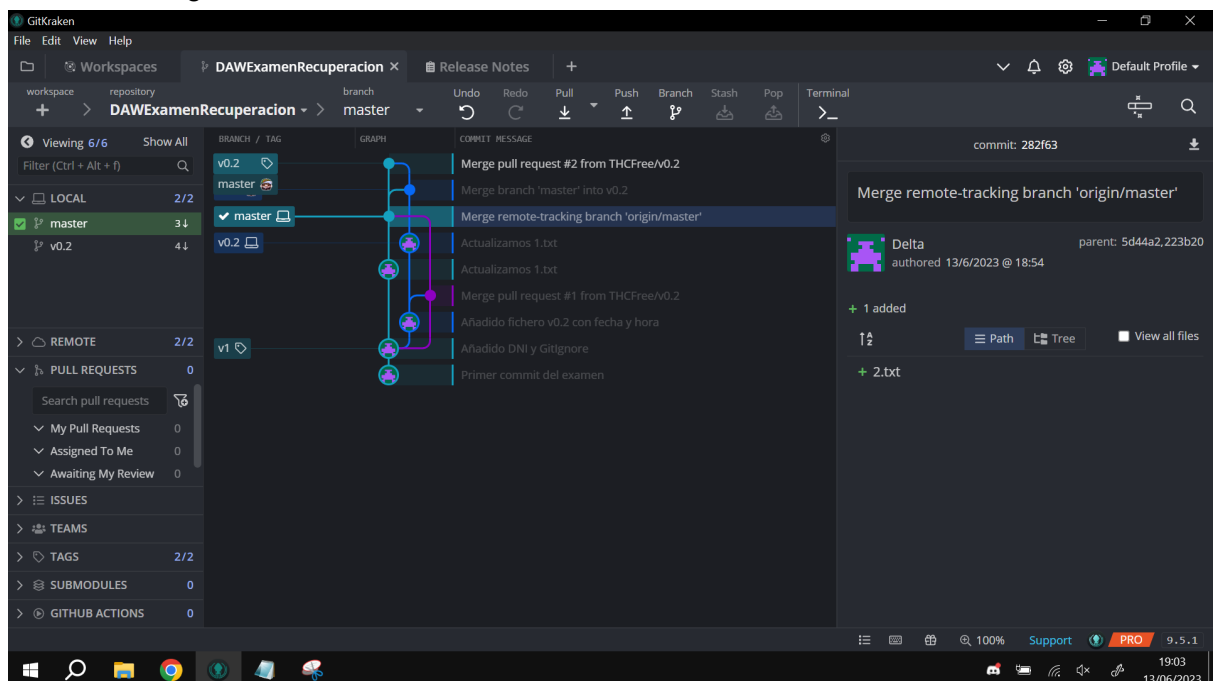 GitKraken
File Edit View Help
Workspaces
DAWExamenRecuperacion
Release Notes
Default Profile
workspace
repository
DAWExamenRecuperacion
branch
master
Undo
Redo
Pull
Push
Branch
Stash
Pop
Terminal
Viewing 6/6 Show All
Filter (Ctrl + Alt + f)
LOCAL 2/2
master 3↓
v0.2 4↓
REMOTE 2/2
PULL REQUESTS 0
Search pull requests
My Pull Requests 0
Assigned To Me 0
Awaiting My Review 0
ISSUES
TEAMS
TAGS 2/2
SUBMODULES 0
GITHUB ACTIONS 0
BRANCH / TAG GRAPH COMMIT MESSAGE
v0.2 Merge pull request #2 from THCFree/v0.2
master Merge branch 'master' into v0.2
master Merge remote-tracking branch 'origin/master'
v0.2 Actualizamos 1.txt
Actualizamos 1.txt
Merge pull request #1 from THCFree/v0.2
Añadido fichero v0.2 con fecha y hora
v1 Añadido DNI y GitIgnore
Primer commit del examen
commit: 282f63
Merge remote-tracking branch 'origin/master'
Delta
authored 13/6/2023 @ 18:54
parent: 5d44a2,223b20
+ 1 added
Path Tree View all files
+ 2.txt
100% Support PRO 9.5.1
19:03
13/06/2023